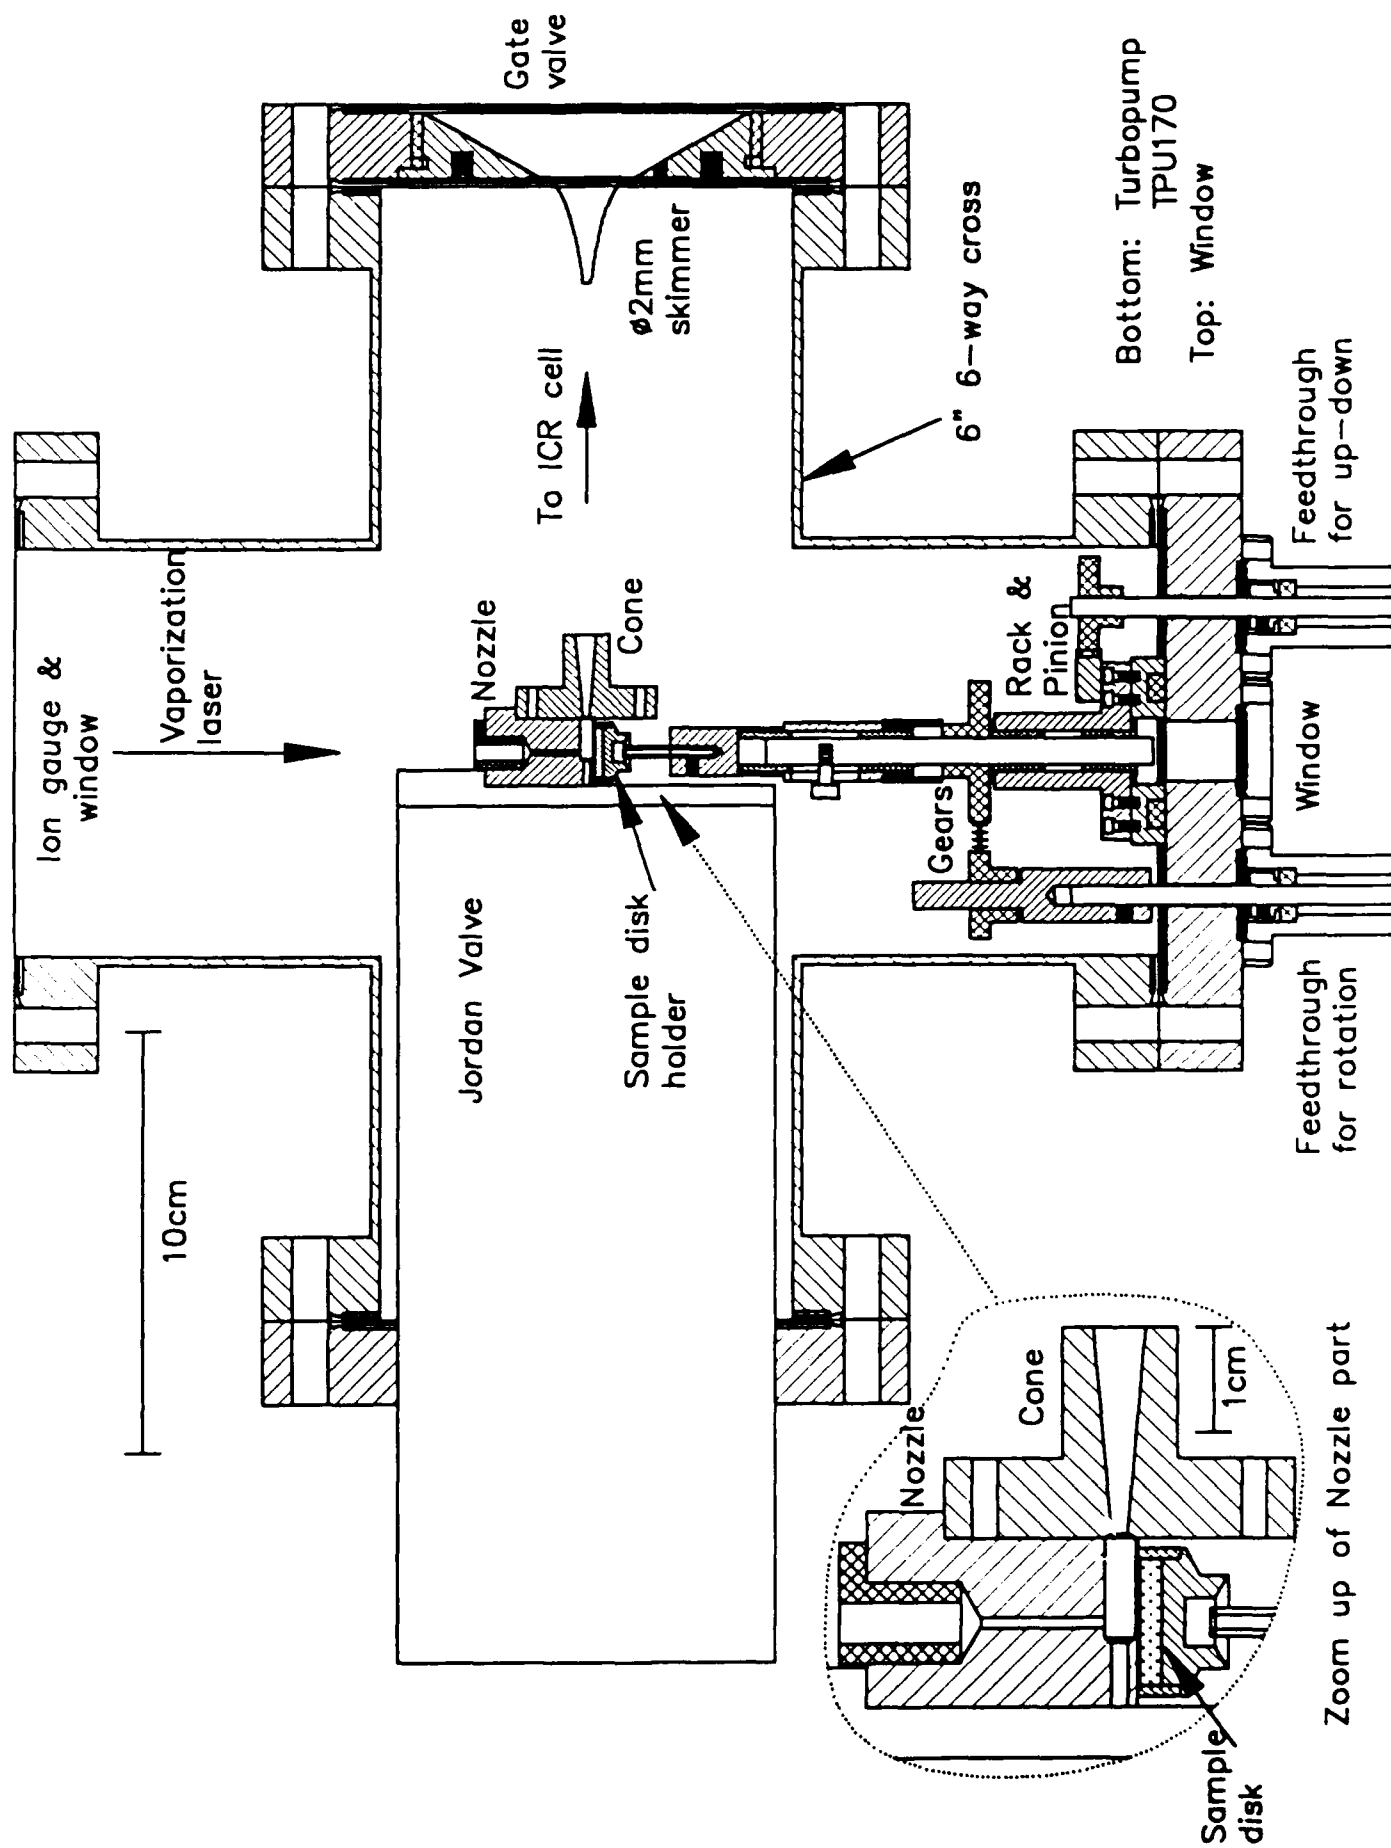 Ion gauge &
window
Vaporization
laser
10cm
Jordan Valve
Nozzle
Cone
Sample disk
holder
To ICR cell
ø2mm
skimmer
Gate
valve
6" 6-way cross
Gears
Rack &
Pinion
Bottom: Turbopump
TPU170
Top: Window
Feedthrough
for rotation
Window
Feedthrough
for up-down
Nozzle
Cone
1cm
Sample
disk
Zoom up of Nozzle part